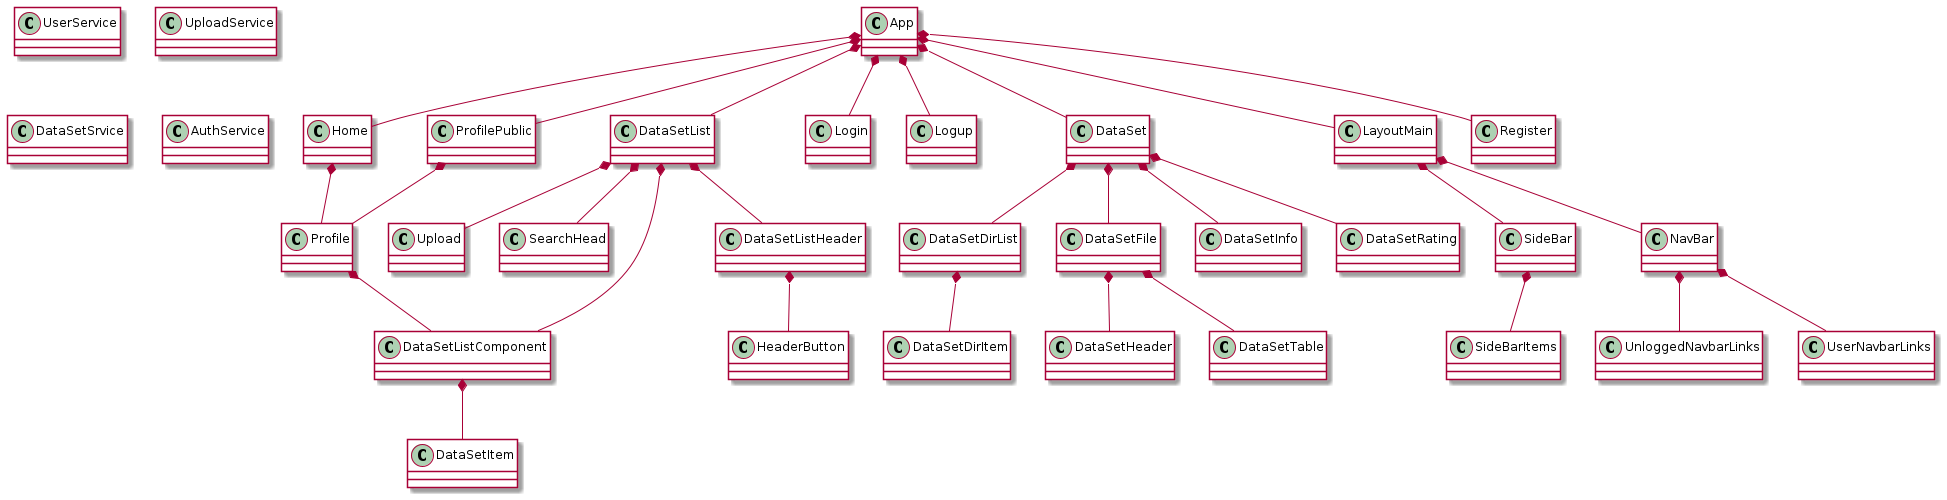 C UserService
C UploadService
C App
C DataSetSrvice
C AuthService
C Home
C ProfilePublic
C DataSetList
C Login
C Logup
C DataSet
C LayoutMain
C Register
C Profile
C Upload
C SearchHead
C DataSetListHeader
C DataSetDirList
C DataSetFile
C DataSetInfo
C DataSetRating
C SideBar
C NavBar
C DataSetListComponent
C HeaderButton
C DataSetDirItem
C DataSetHeader
C DataSetTable
C SideBarItems
C UnloggedNavbarLinks
C UserNavbarLinks
C DataSetItem